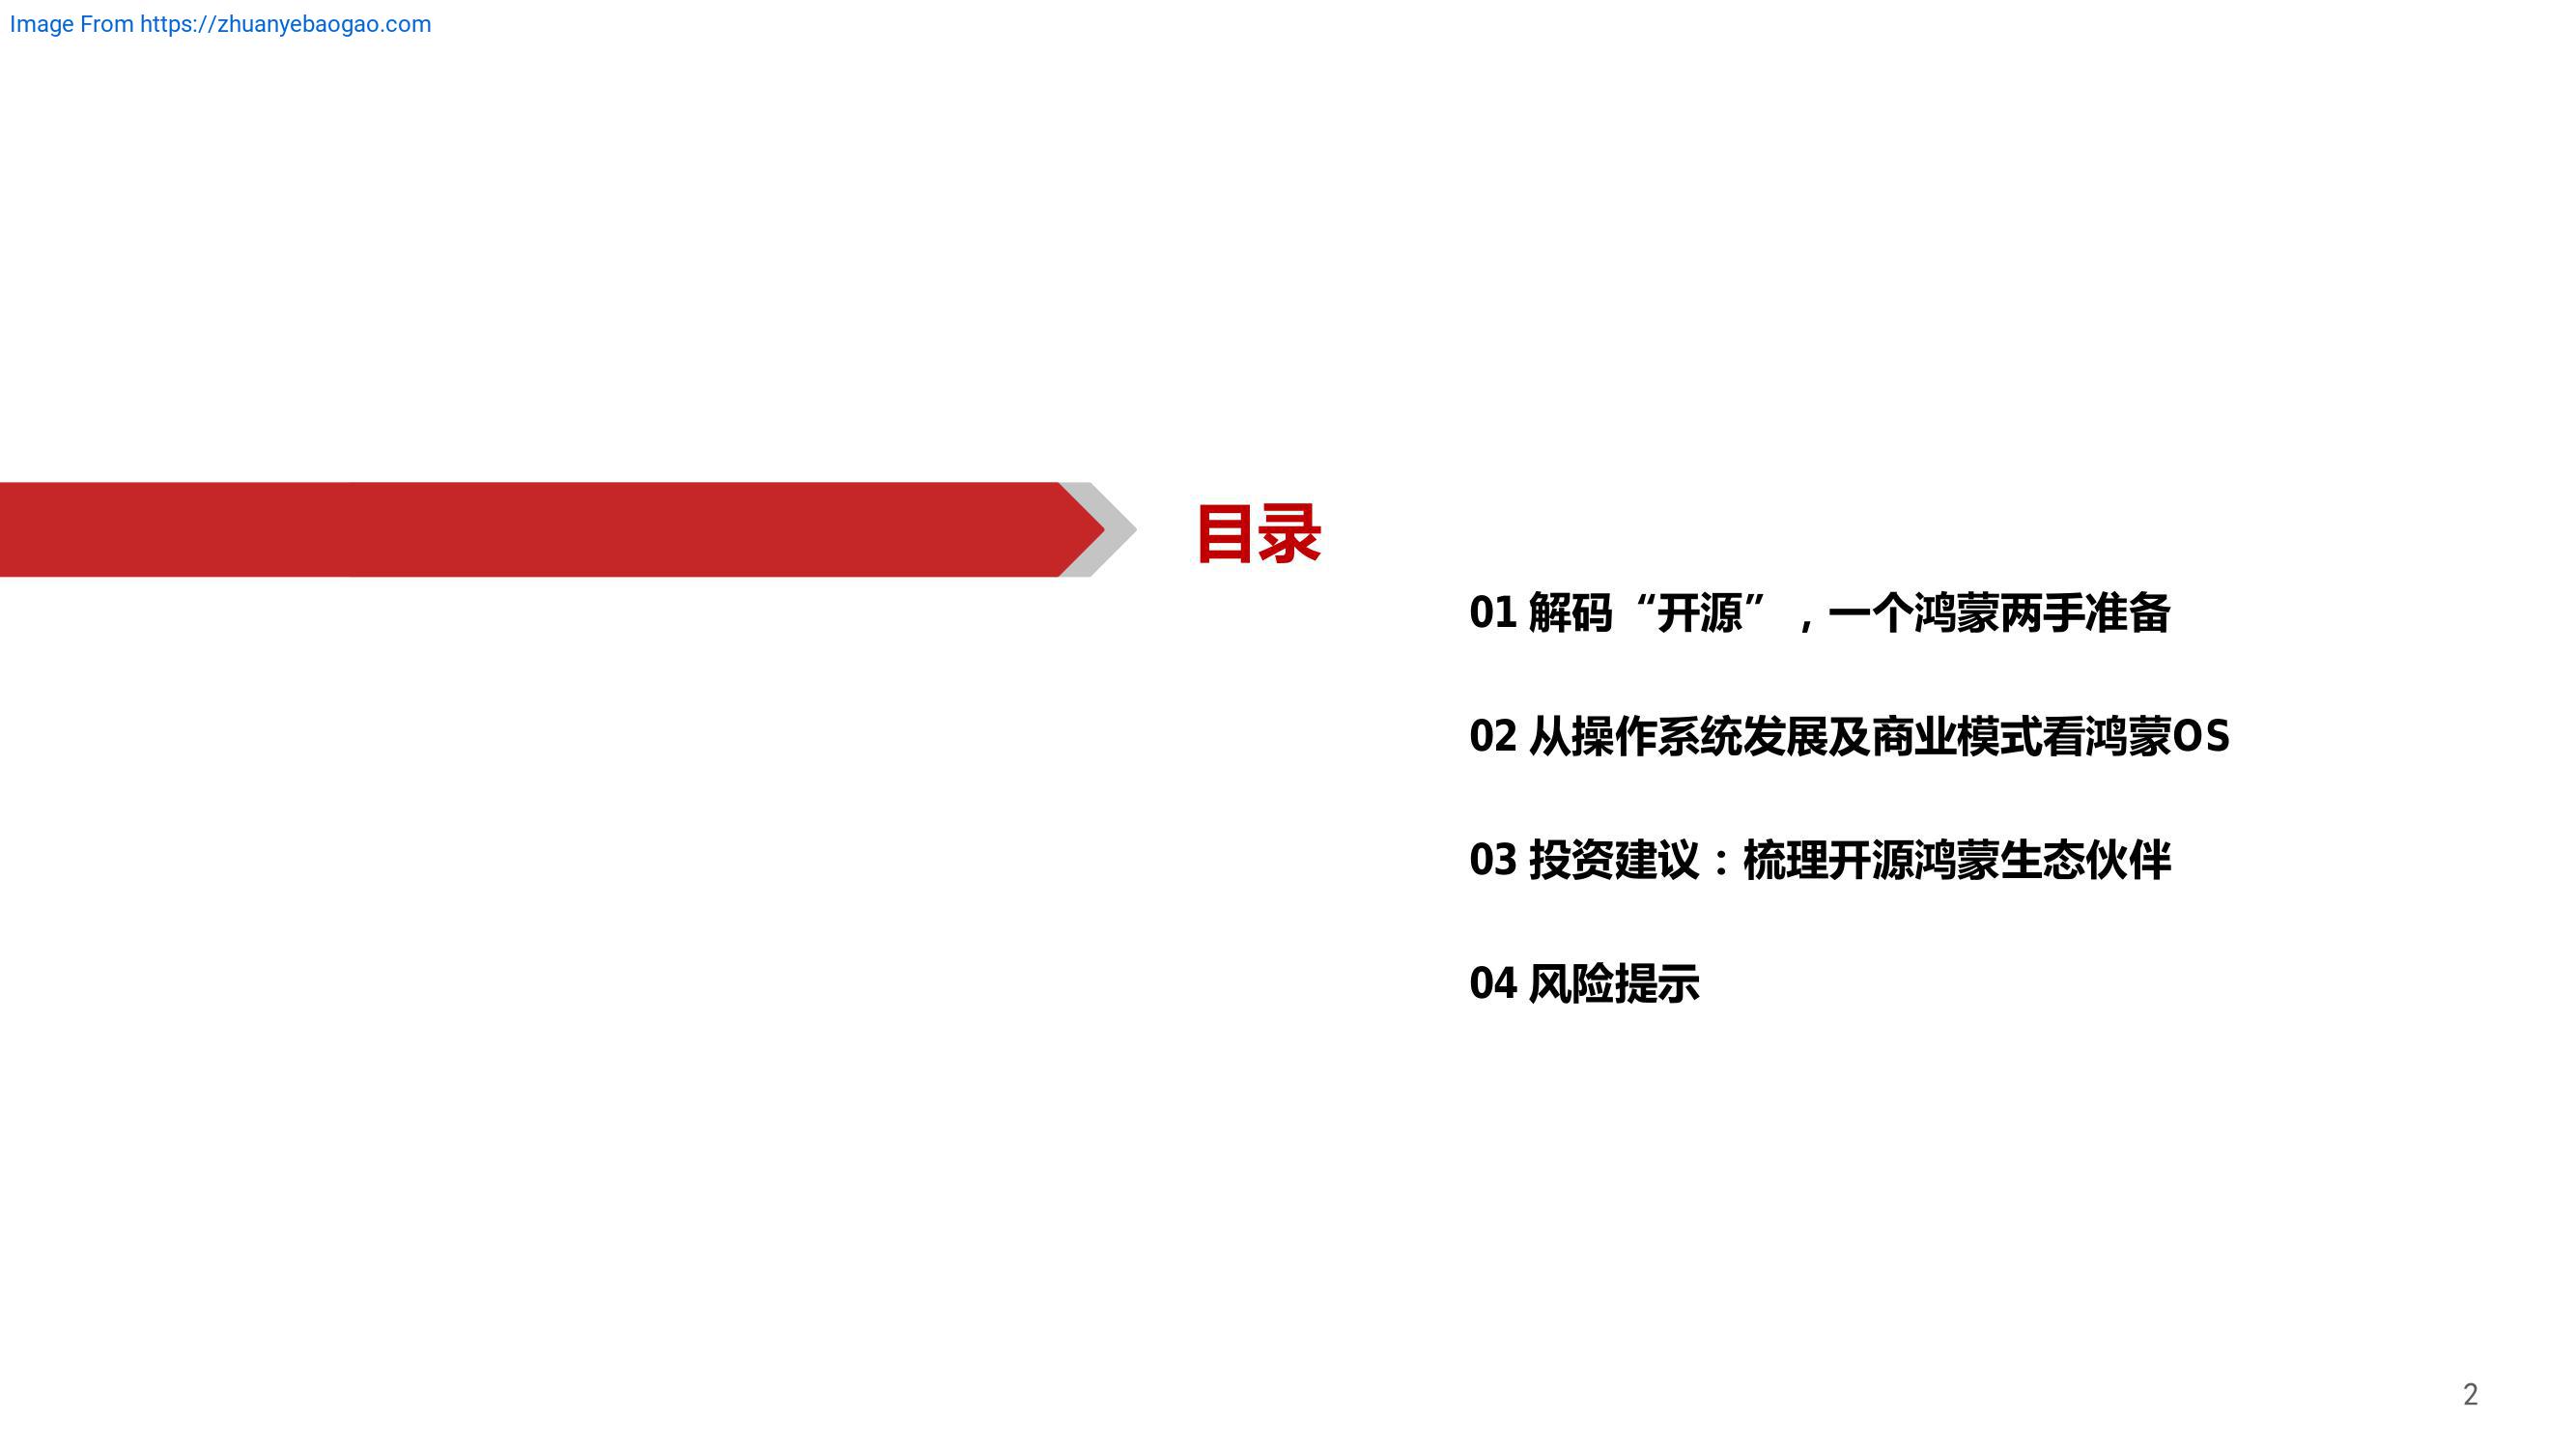 Image From https://zhuanyebaogao.com
目录
01 解码“开源”，一个鸿蒙两手准备
02 从操作系统发展及商业模式看鸿蒙OS
03 投资建议：梳理开源鸿蒙生态伙伴
04 风险提示
2